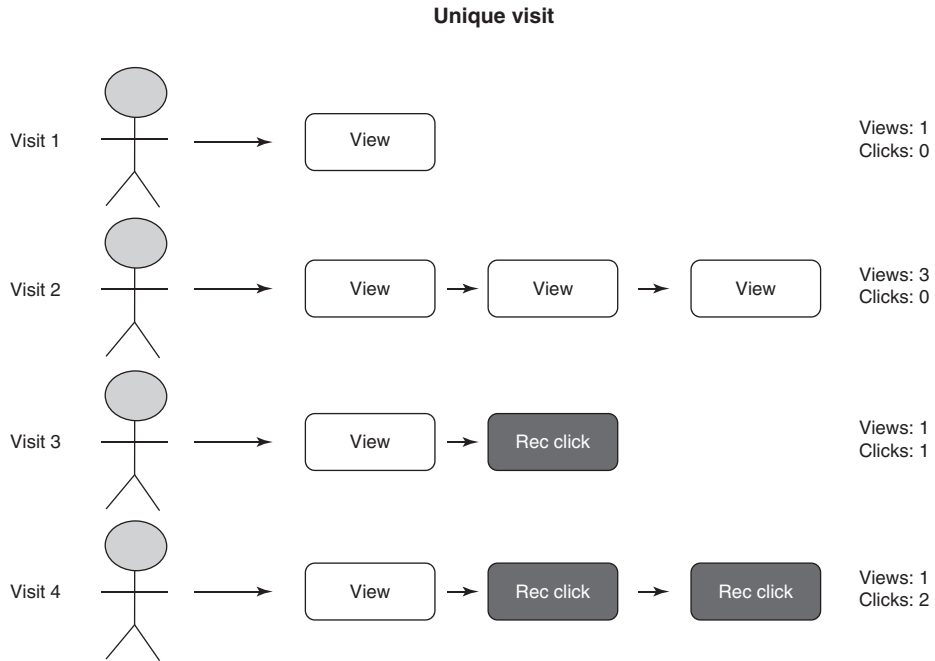 Unique visit
Visit 1
View
Views: 1
Clicks: 0
Visit 2
View
View
View
Views: 3
Clicks: 0
Visit 3
View
Rec click
Views: 1
Clicks: 1
Visit 4
View
Rec click
Rec click
Views: 1
Clicks: 2